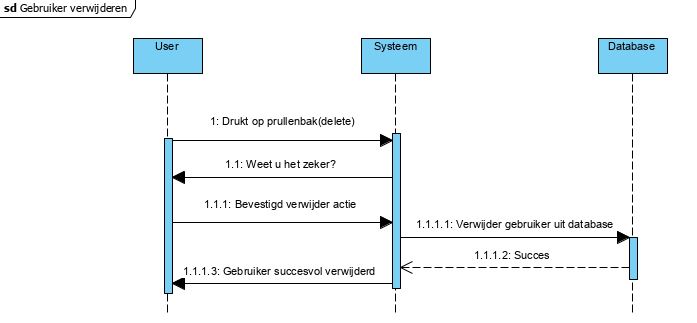 sd Gebruiker verwijderen
User
Systeem
Database
1: Drukt op prullenbak(delete)
1.1: Weet u het zeker?
1.1.1: Bevestigd verwijder actie
1.1.1.1: Verwijder gebruiker uit database
1.1.1.2: Succes
1.1.1.3: Gebruiker succesvol verwijderd